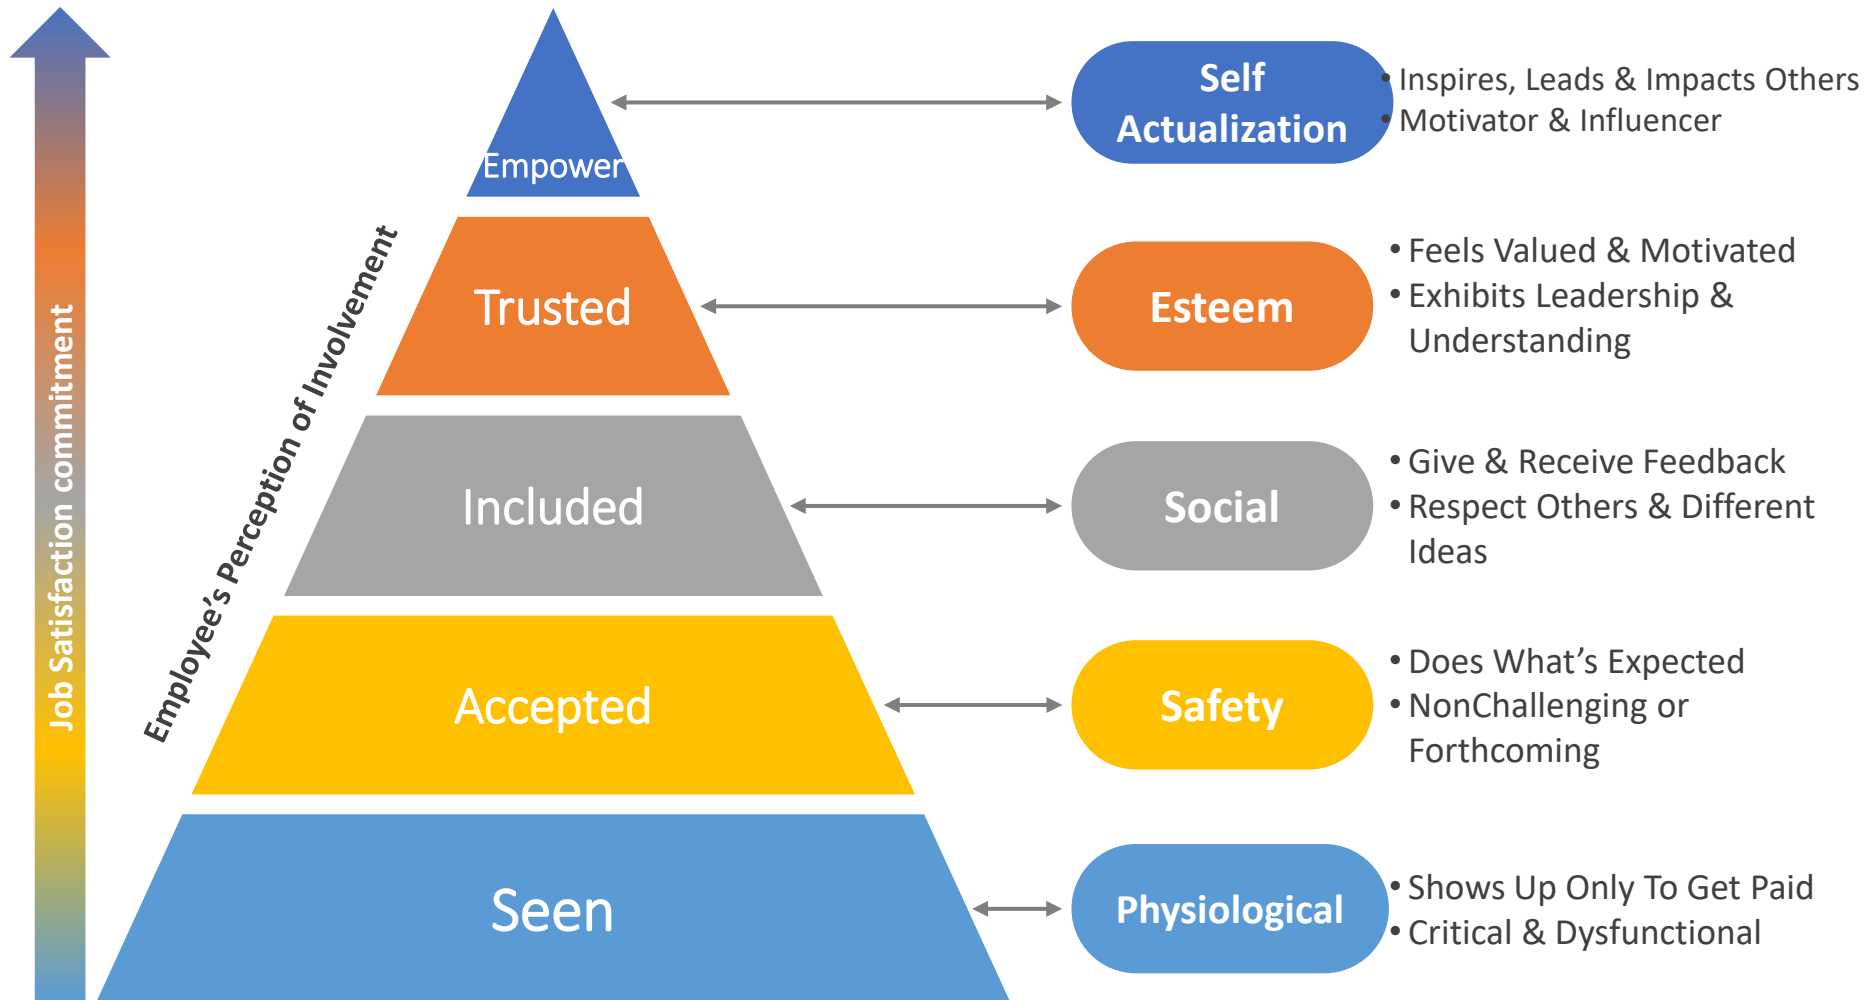 Job Satisfaction commitment
Employee’s Perception of Involvement
Empower
Self
Actualization
• Inspires, Leads & Impacts Others
• Motivator & Influencer
Trusted
Esteem
• Feels Valued & Motivated
• Exhibits Leadership &
Understanding
Included
Social
• Give & Receive Feedback
• Respect Others & Different
Ideas
Accepted
Safety
• Does What’s Expected
• NonChallenging or
Forthcoming
Seen
Physiological
• Shows Up Only To Get Paid
• Critical & Dysfunctional